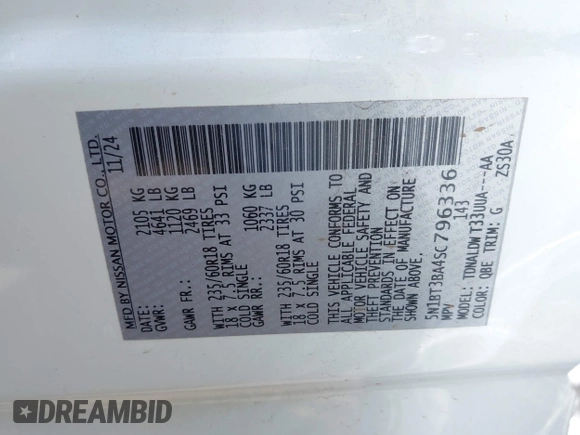 MFD BY NISSAN MOTOR CO., LTD.
DATE: 11/24
GVWR: 2105 KG
4641 LB
GAWR FR.: 1120 KG
2469 LB
WITH 235/60R18 TIRES
18 x 7.5 RIMS AT 33 PSI
COLD SINGLE
GAWR RR.: 1060 KG
2337 LB
WITH 235/60R18 TIRES
18 x 7.5 RIMS AT 30 PSI
COLD SINGLE
THIS VEHICLE CONFORMS TO
ALL APPLICABLE FEDERAL
MOTOR VEHICLE SAFETY AND
THEFT PREVENTION
STANDARDS IN EFFECT ON
THE DATE OF MANUFACTURE
SHOWN ABOVE.
5N1BT3BA4SC796336
MPV 143
MODEL: TDNALDWT33UUA---AA
COLOR: QBE TRIM: G ZS30A
DREAMBID